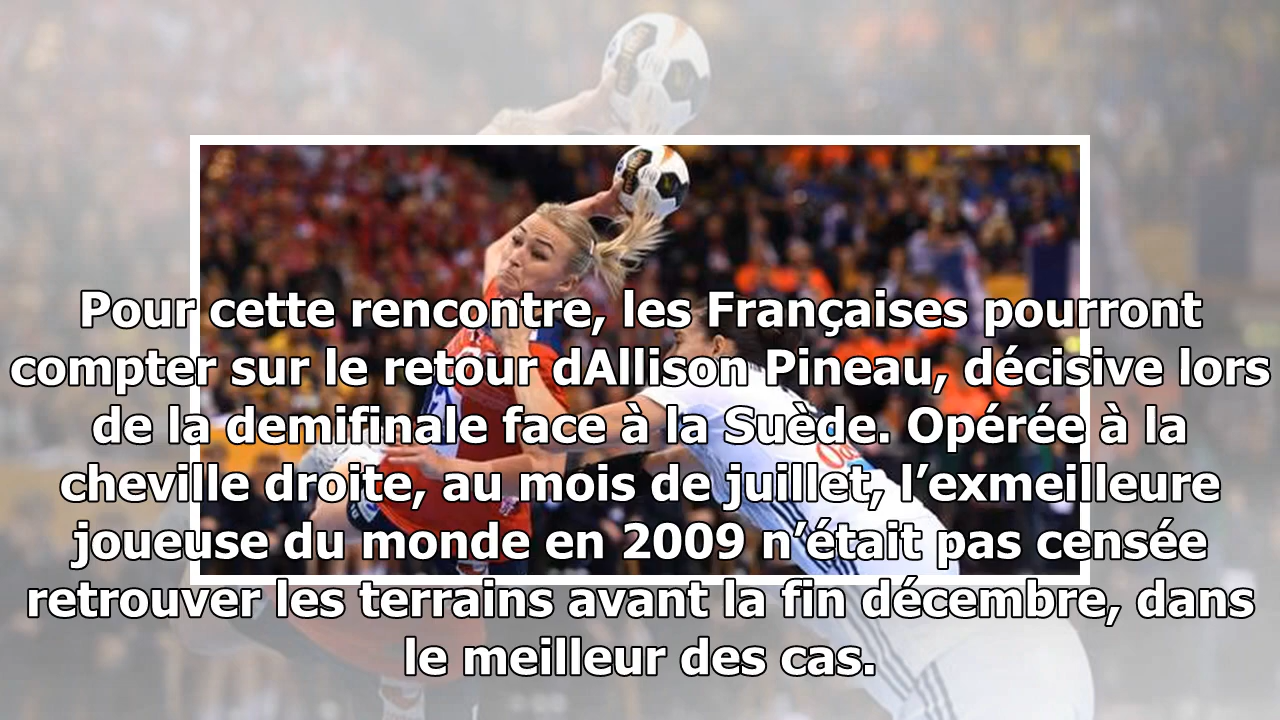 Pour cette rencontre, les Françaises pourront
compter sur le retour dAllison Pineau, décisive lors
de la demifinale face à la Suède. Opérée à la
cheville droite, au mois de juillet, l’exmeilleure
joueuse du monde en 2009 n’était pas censée
retrouver les terrains avant la fin décembre, dans
le meilleur des cas.